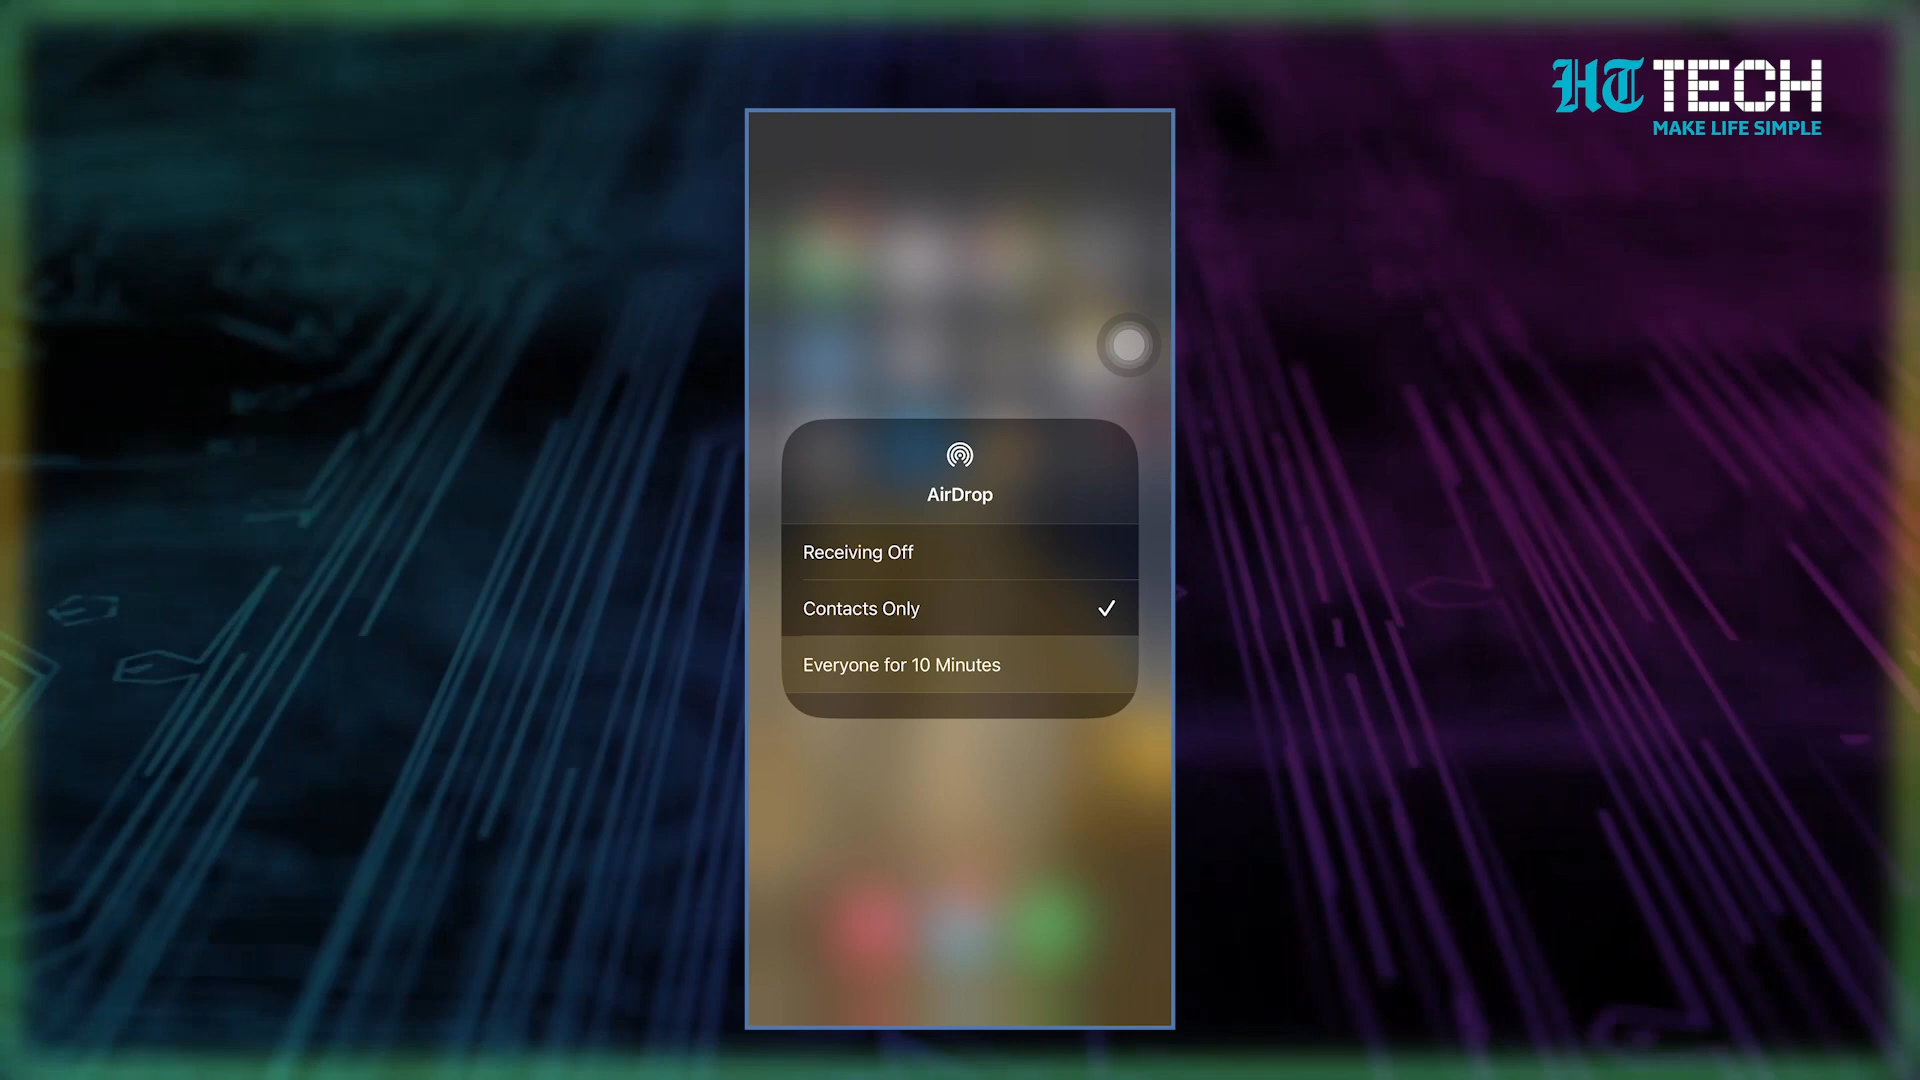 HT TECH
MAKE LIFE SIMPLE
AirDrop
Receiving Off
Contacts Only
Everyone for 10 Minutes